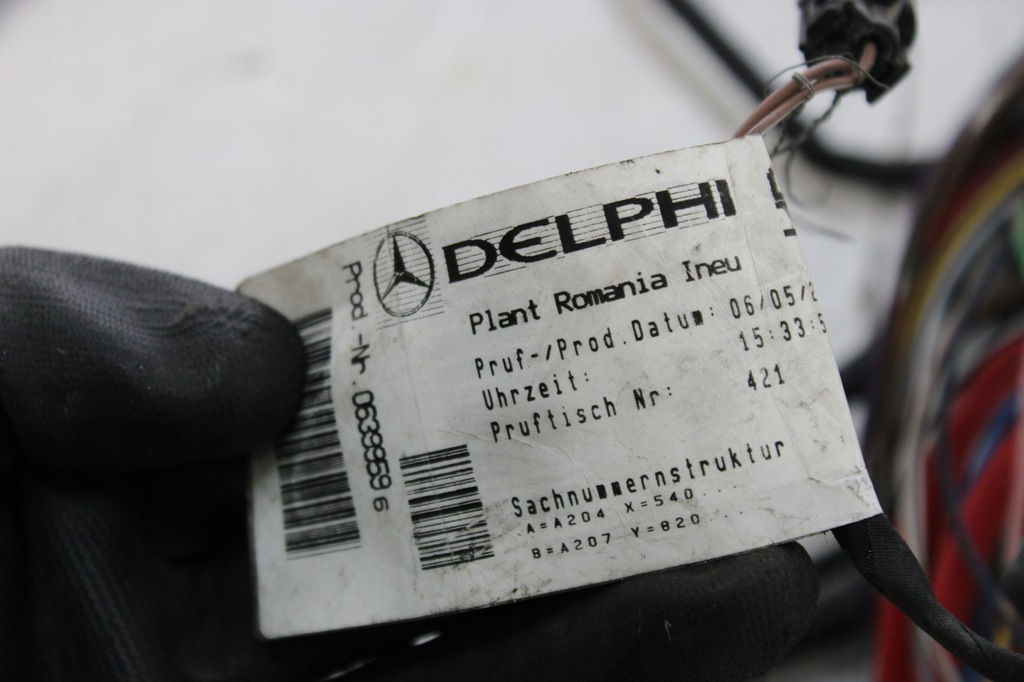 DELPHI
Plant Romania Ineu
Pruf-/Prod.Datum: 06/05/2
Uhrzeit: 15:33:5
Pruftisch Nr: 421
Sachnummernstruktur
A=A204 X=540...
B=A207 Y=820 ...
Prod.-Nr. 06399596